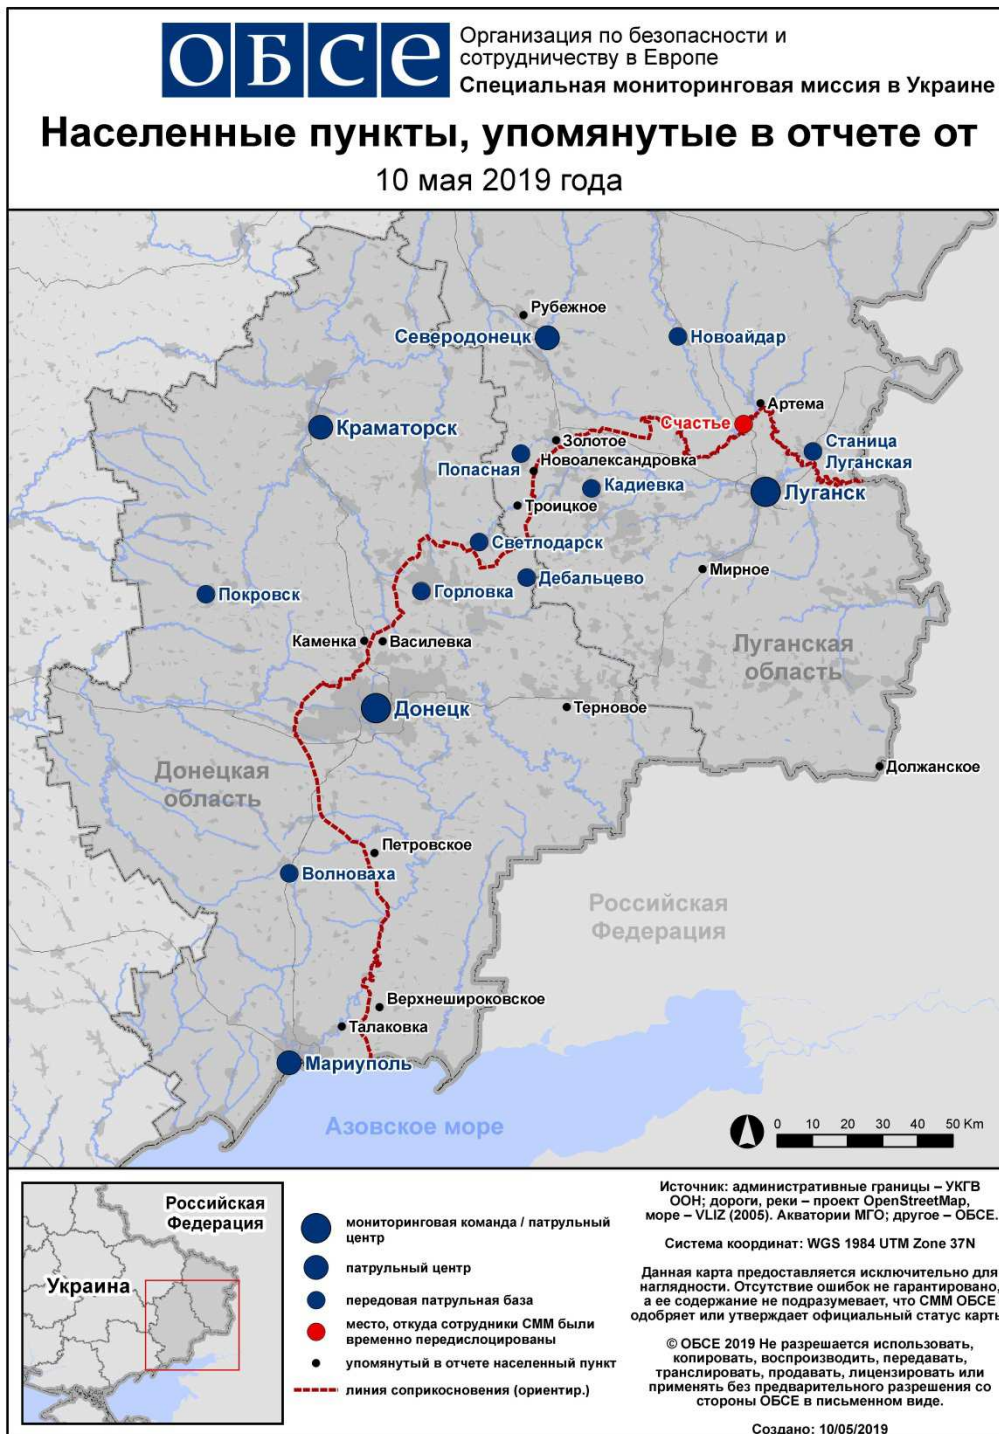 ОБСЕ
Организация по безопасности и
сотрудничеству в Европе
Специальная мониторинговая миссия в Украине
Населенные пункты, упомянутые в отчете от
10 мая 2019 года
Рубежное
Северодонецк
Новоайдар
Артема
Счастье
Краматорск
Золотое
Станица
Луганская
Попасная
Новоалександровка
Кадиевка
Луганск
Троицкое
Светлодарск
Мирное
Дебальцево
Горловка
Покровск
Каменка
Василевка
Луганская
область
Донецк
Терновое
Донецкая
область
Должанское
Петровское
Волноваха
Российская
Федерация
Верхнешироковское
Талаковка
Мариуполь
Азовское море
0 10 20 30 40 50 Km
Российская
Федерация
Украина
мониторинговая команда / патрульный
центр
патрульный центр
передовая патрульная база
место, откуда сотрудники СММ были
временно передислоцированы
упомянутый в отчете населенный пункт
линия соприкосновения (ориентир.)
Источник: административные границы – УКГВ
ООН; дороги, реки – проект OpenStreetMap,
море – VLIZ (2005). Акватории МГО; другое – ОБСЕ.
Система координат: WGS 1984 UTM Zone 37N
Данная карта предоставляется исключительно для
наглядности. Отсутствие ошибок не гарантировано,
а ее содержание не подразумевает, что СММ ОБСЕ
одобряет или утверждает официальный статус карты
© ОБСЕ 2019 Не разрешается использовать,
копировать, воспроизводить, передавать,
транслировать, продавать, лицензировать или
применять без предварительного разрешения со
стороны ОБСЕ в письменном виде.
Создано: 10/05/2019